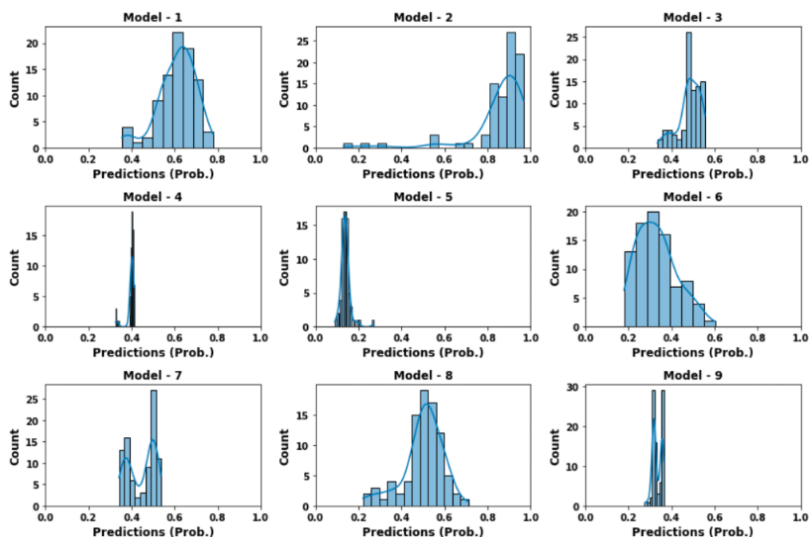 Model - 1
Count
20
15
10
5
0
0.0 0.2 0.4 0.6 0.8 1.0
Predictions (Prob.)
Model - 2
Count
25
20
15
10
5
0
0.0 0.2 0.4 0.6 0.8 1.0
Predictions (Prob.)
Model - 3
Count
25
20
15
10
5
0
0.0 0.2 0.4 0.6 0.8 1.0
Predictions (Prob.)
Model - 4
Count
15
10
5
0
0.0 0.2 0.4 0.6 0.8 1.0
Predictions (Prob.)
Model - 5
Count
15
10
5
0
0.0 0.2 0.4 0.6 0.8 1.0
Predictions (Prob.)
Model - 6
Count
20
15
10
5
0
0.0 0.2 0.4 0.6 0.8 1.0
Predictions (Prob.)
Model - 7
Count
25
20
15
10
5
0
0.0 0.2 0.4 0.6 0.8 1.0
Predictions (Prob.)
Model - 8
Count
15
10
5
0
0.0 0.2 0.4 0.6 0.8 1.0
Predictions (Prob.)
Model - 9
Count
30
20
10
0
0.0 0.2 0.4 0.6 0.8 1.0
Predictions (Prob.)